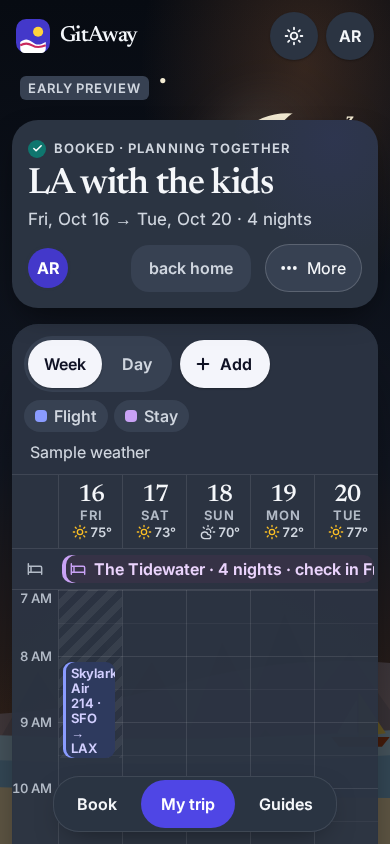 GitAway
AR
EARLY PREVIEW
BOOKED · PLANNING TOGETHER
LA with the kids
Fri, Oct 16 → Tue, Oct 20 · 4 nights
AR
back home
More
Week
Day
+ Add
Flight
Stay
Sample weather
16 17 18 19 20
FRI SAT SUN MON TUE
75° 73° 70° 72° 77°
The Tidewater · 4 nights · check in
7 AM
8 AM
Skylark
Air
214 ·
SFO
→
LAX
9 AM
10 AM
Book
My trip
Guides